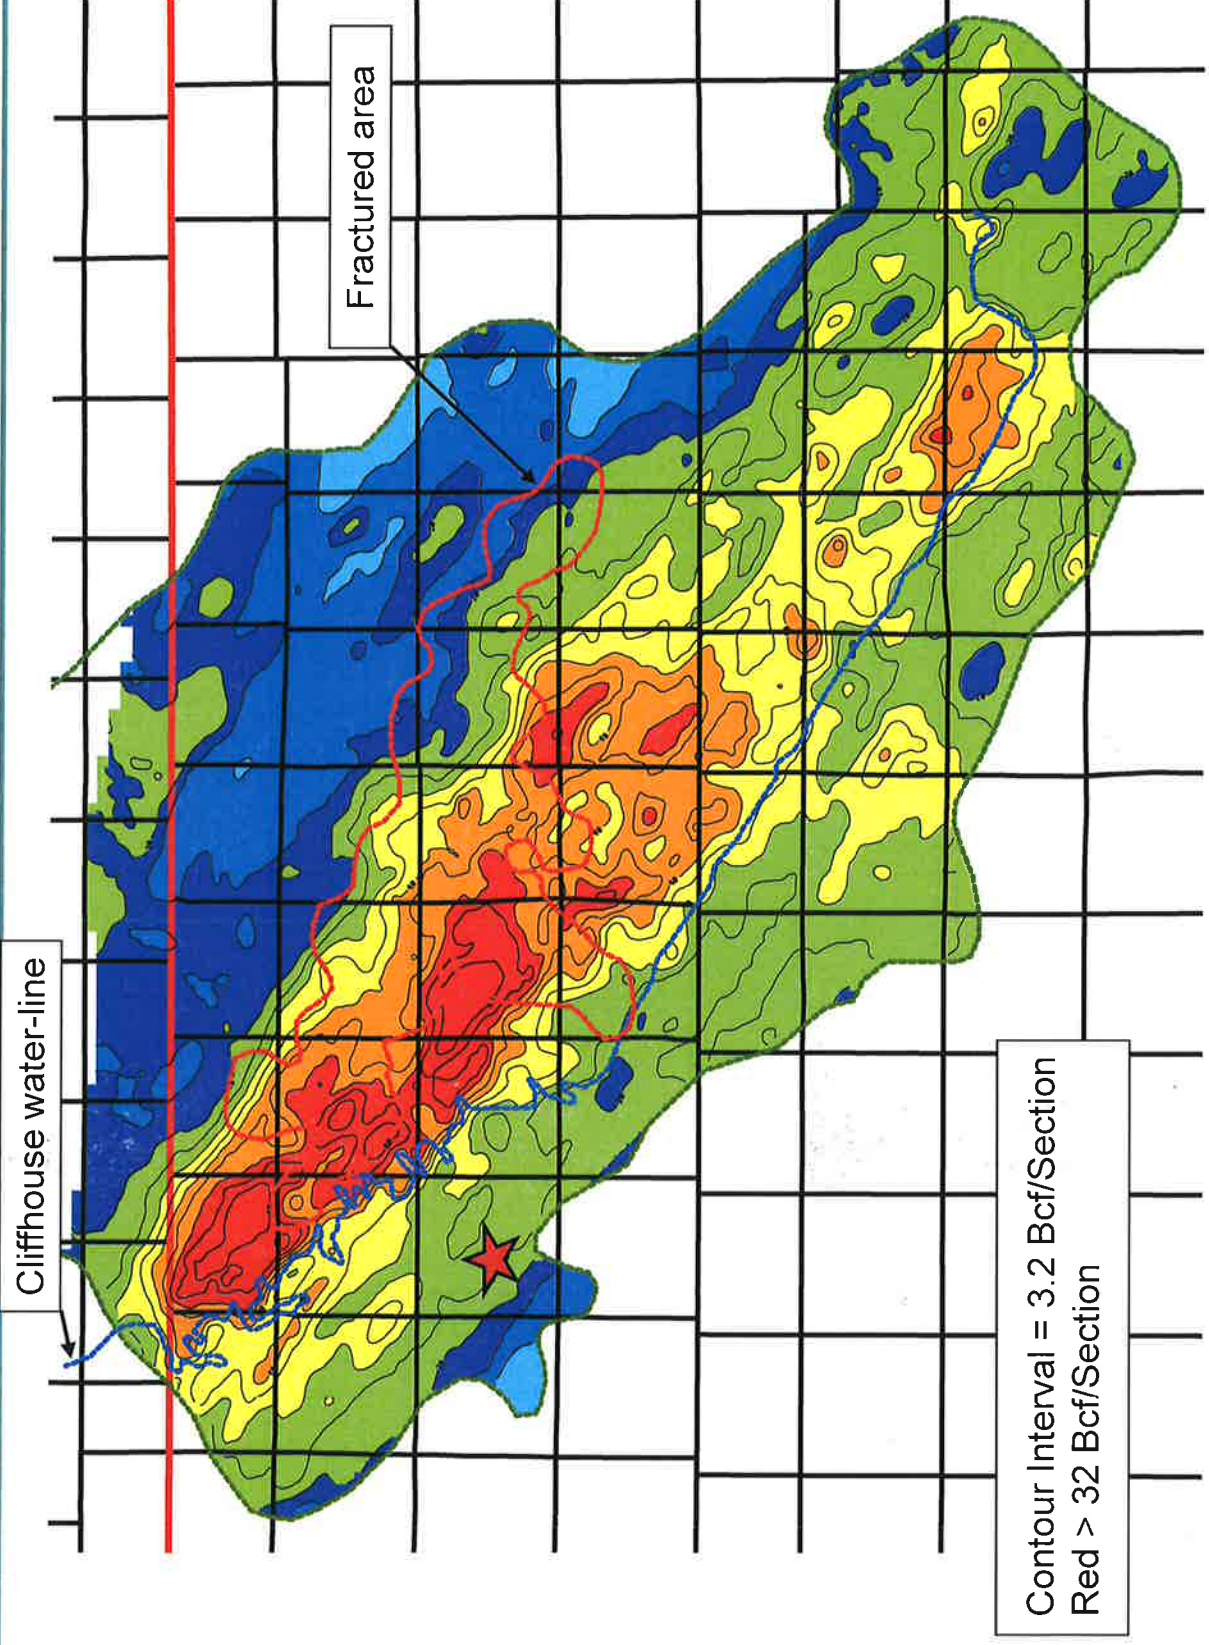 Cliffhouse water-line
Fractured area
Contour Interval = 3.2 Bcf/Section
Red > 32 Bcf/Section